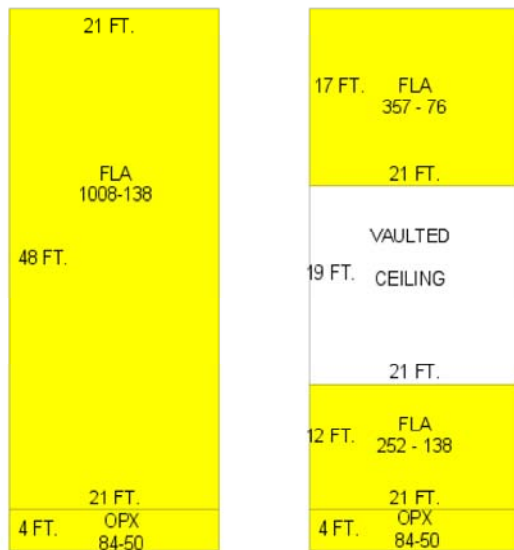 21 FT.
FLA
1008-138
48 FT.
21 FT.
4 FT.
OPX
84-50
17 FT.
FLA
357 - 76
21 FT.
VAULTED
19 FT.
CEILING
21 FT.
12 FT.
FLA
252 - 138
21 FT.
4 FT.
OPX
84-50